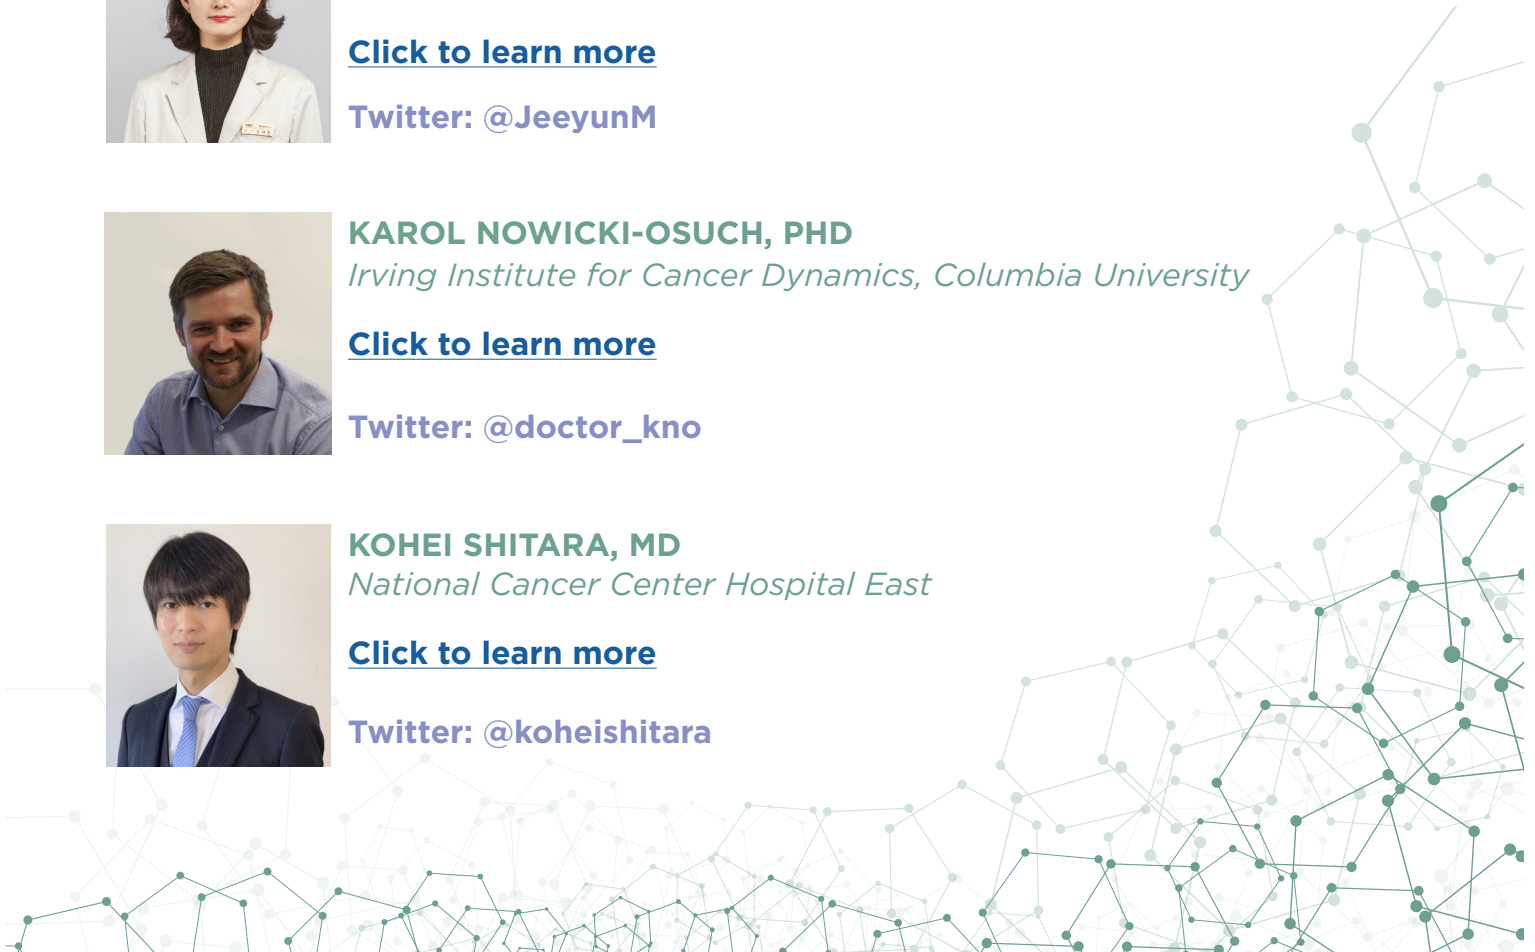 Click to learn more
Twitter: @JeeyunM
KAROL NOWICKI-OSUCH, PHD
Irving Institute for Cancer Dynamics, Columbia University
Click to learn more
Twitter: @doctor_kno
KOHEI SHITARA, MD
National Cancer Center Hospital East
Click to learn more
Twitter: @koheishitara